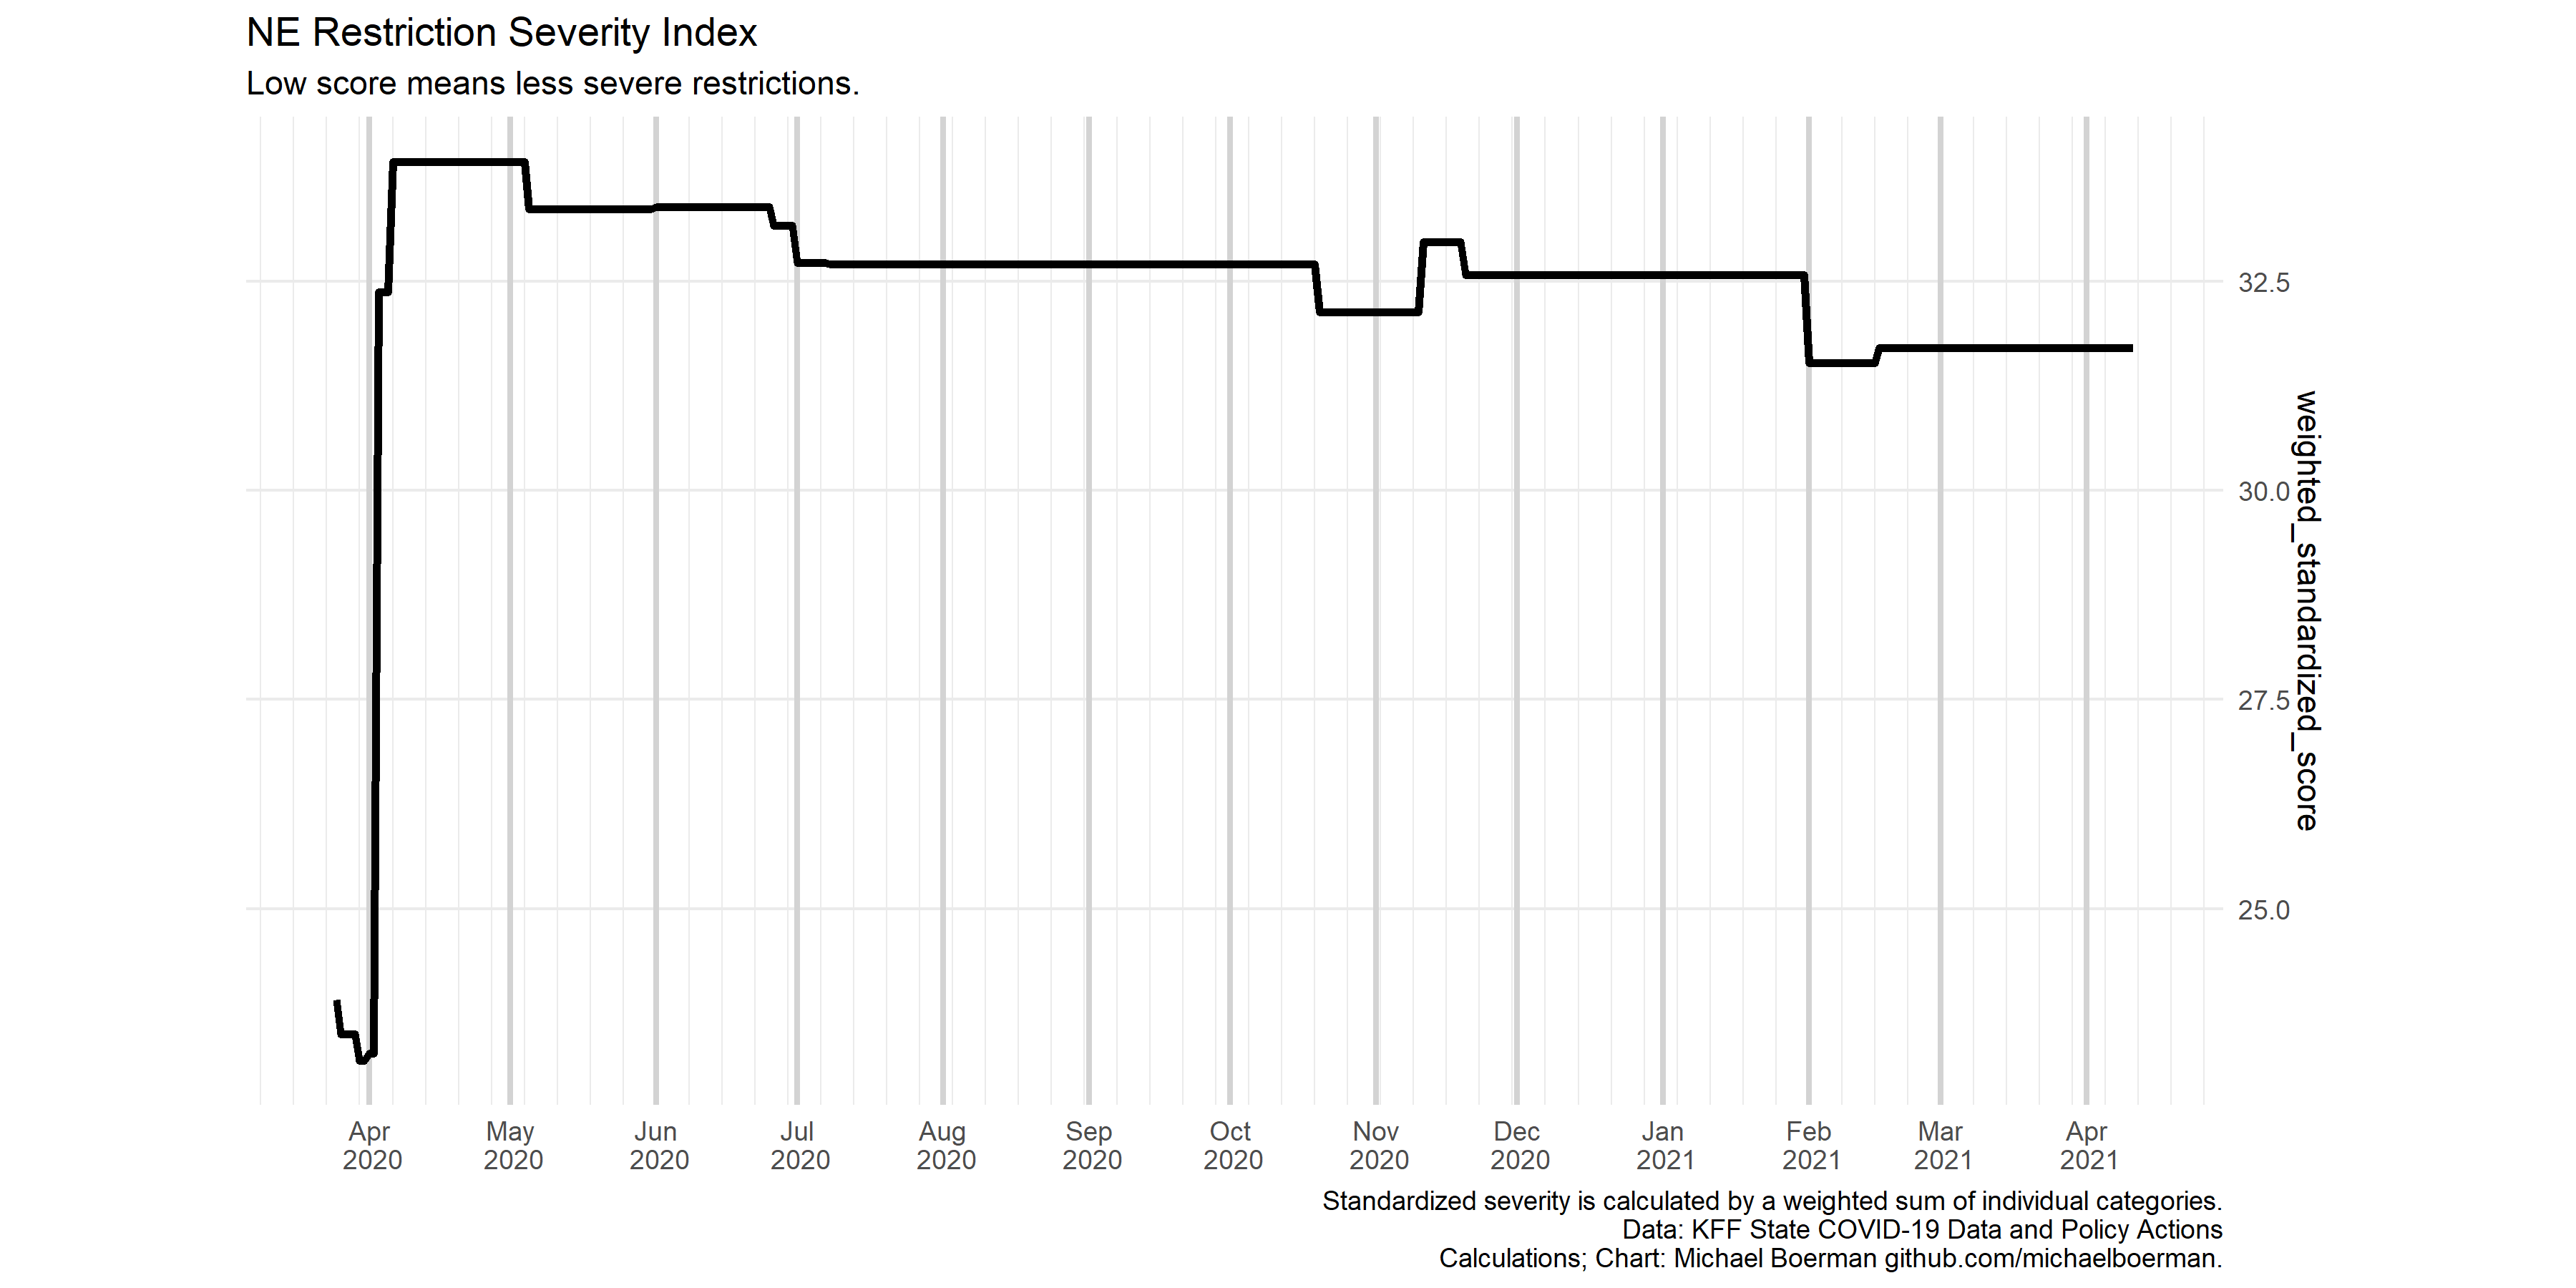 NE Restriction Severity Index
Low score means less severe restrictions.
32.5
30.0
27.5
25.0
weighted_standardized_score
Apr May Jun Jul Aug Sep Oct Nov Dec Jan Feb Mar Apr
2020 2020 2020 2020 2020 2020 2020 2020 2020 2021 2021 2021 2021
Standardized severity is calculated by a weighted sum of individual categories.
Data: KFF State COVID-19 Data and Policy Actions
Calculations; Chart: Michael Boerman github.com/michaelboerman.